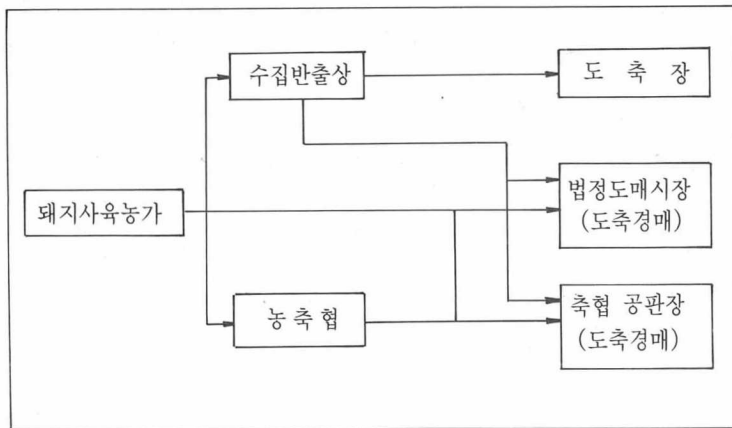 수집반출상
도 축 장
돼지사육농가
법정도매시장
(도축경매)
농 축 협
축협 공판장
(도축경매)